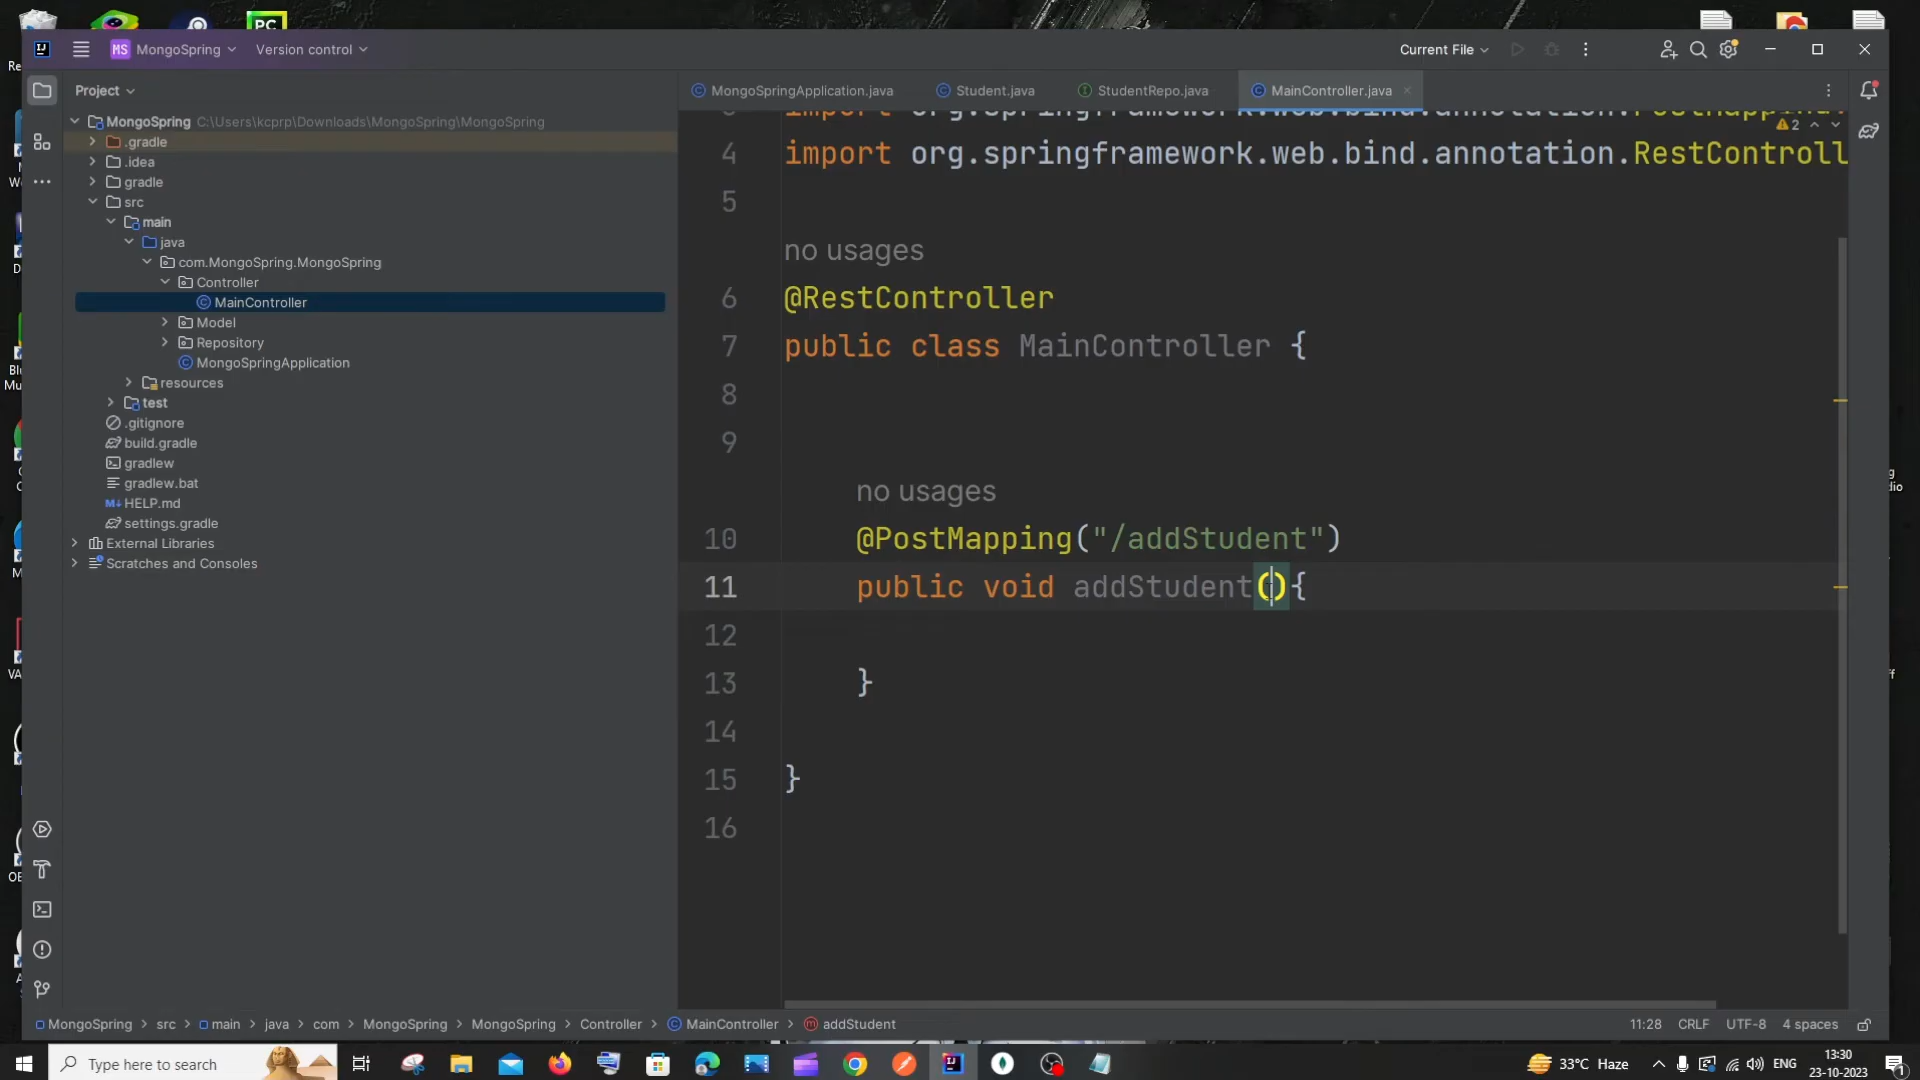 PC
MS MongoSpring
Version control
Current File
Project
MongoSpringApplication.java
Student.java
StudentRepo.java
MainController.java
MongoSpring C:\Users\kcprp\Downloads\MongoSpring\MongoSpring
.gradle
.idea
gradle
src
main
java
com.MongoSpring.MongoSpring
Controller
MainController
Model
Repository
MongoSpringApplication
resources
test
.gitignore
build.gradle
gradlew
gradlew.bat
HELP.md
settings.gradle
External Libraries
Scratches and Consoles
2
4 import org.springframework.web.bind.annotation.RestControll
5
no usages
6 @RestController
7 public class MainController {
8
9
no usages
10 @PostMapping("/addStudent")
11 public void addStudent(){
12
13 }
14
15 }
16
MongoSpring > src > main > java > com > MongoSpring > MongoSpring > Controller > MainController > addStudent
11:28 CRLF UTF-8 4 spaces
Type here to search
33°C Haze
ENG
13:30
23-10-2023